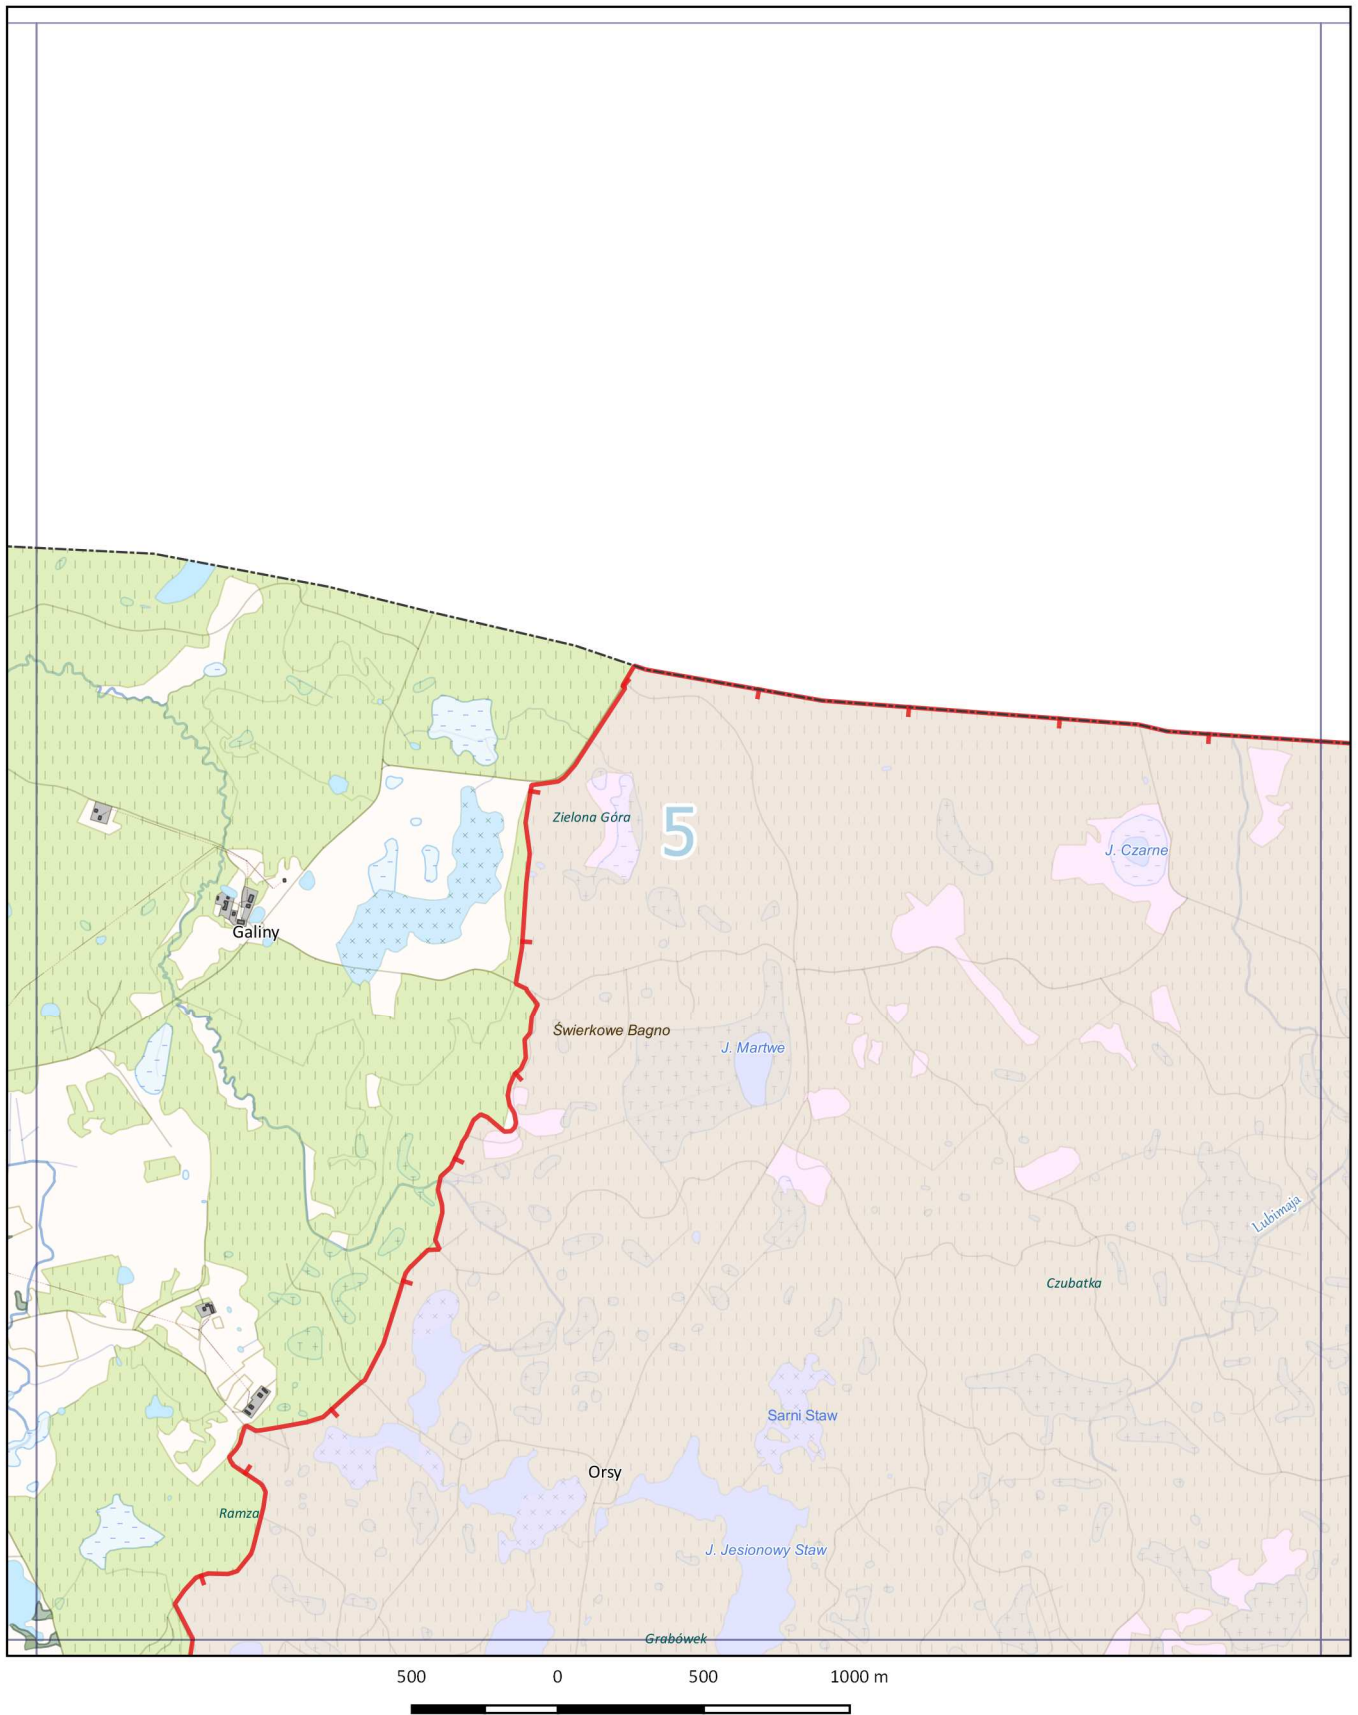 Zielona Góra
5
J. Czarne
Galiny
Świerkowe Bagno
J. Martwe
Lubimaja
Czubatka
Sarni Staw
Orsy
Ramza
J. Jesionowy Staw
Grabówek
500 0 500 1000 m